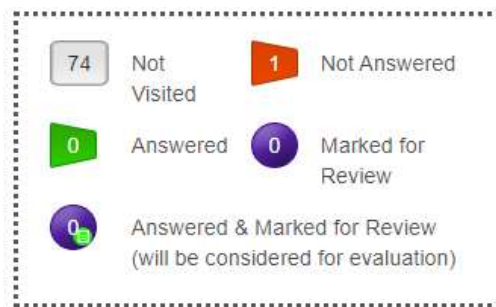 74 Not Visited
1 Not Answered
0 Answered
0 Marked for Review
0 Answered & Marked for Review
(will be considered for evaluation)